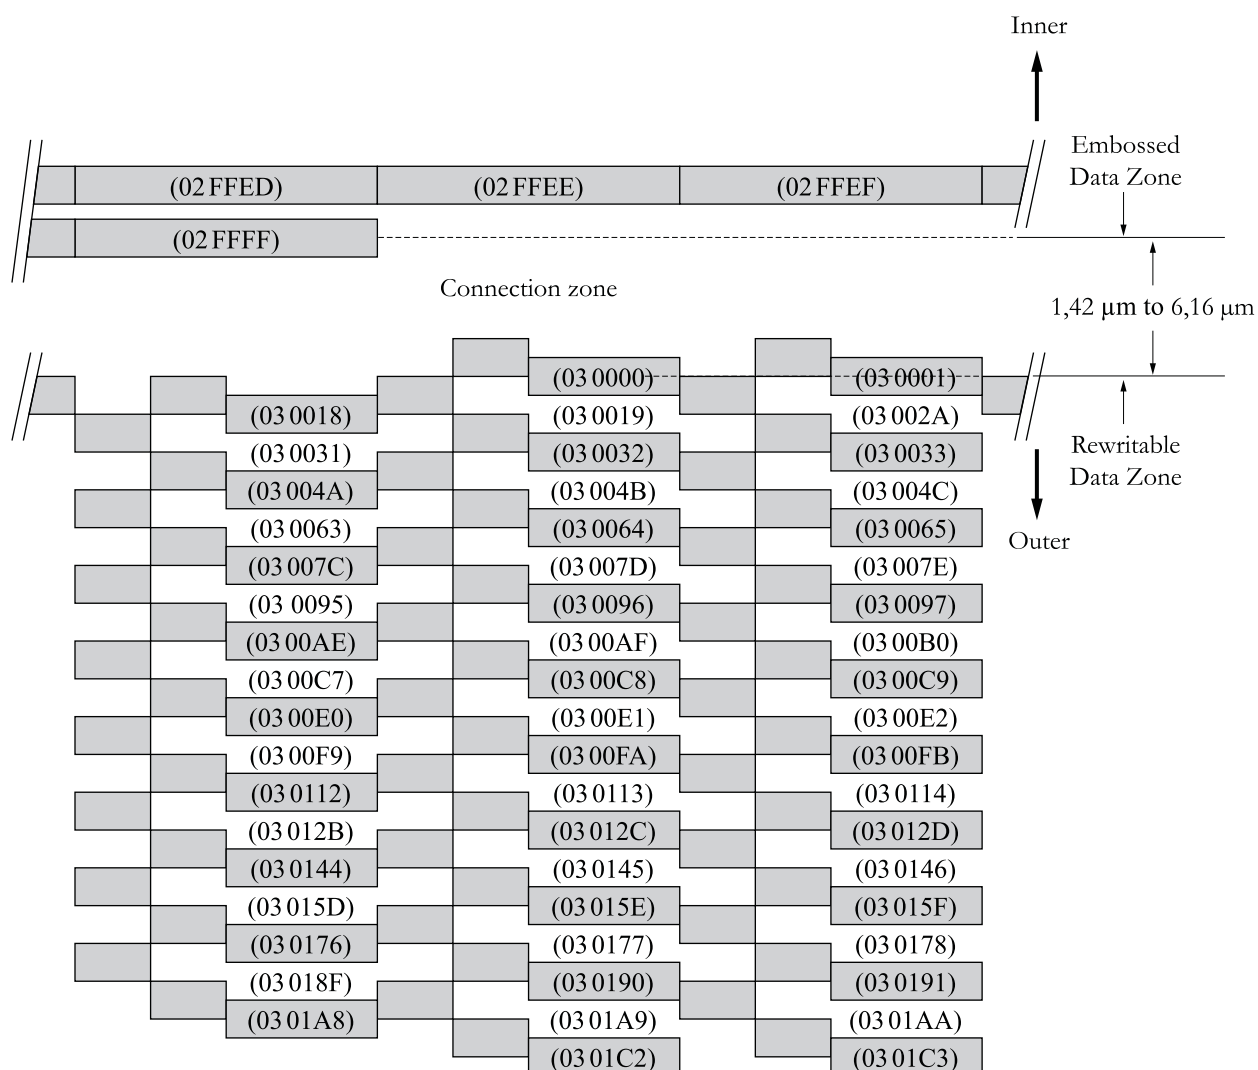 Inner
Embossed
Data Zone
(02 FFED) (02 FFEE) (02 FFEF)
(02 FFFF)
Connection zone
1,42 µm to 6,16 µm
(03 0000) (03 0001)
(03 0018) (03 0019) (03 002A)
(03 0031) (03 0032) (03 0033)
(03 004A) (03 004B) (03 004C)
(03 0063) (03 0064) (03 0065)
(03 007C) (03 007D) (03 007E)
(03 0095) (03 0096) (03 0097)
(03 00AE) (03 00AF) (03 00B0)
(03 00C7) (03 00C8) (03 00C9)
(03 00E0) (03 00E1) (03 00E2)
(03 00F9) (03 00FA) (03 00FB)
(03 0112) (03 0113) (03 0114)
(03 012B) (03 012C) (03 012D)
(03 0144) (03 0145) (03 0146)
(03 015D) (03 015E) (03 015F)
(03 0176) (03 0177) (03 0178)
(03 018F) (03 0190) (03 0191)
(03 01A8) (03 01A9) (03 01AA)
(03 01C2) (03 01C3)
Rewritable
Data Zone
Outer